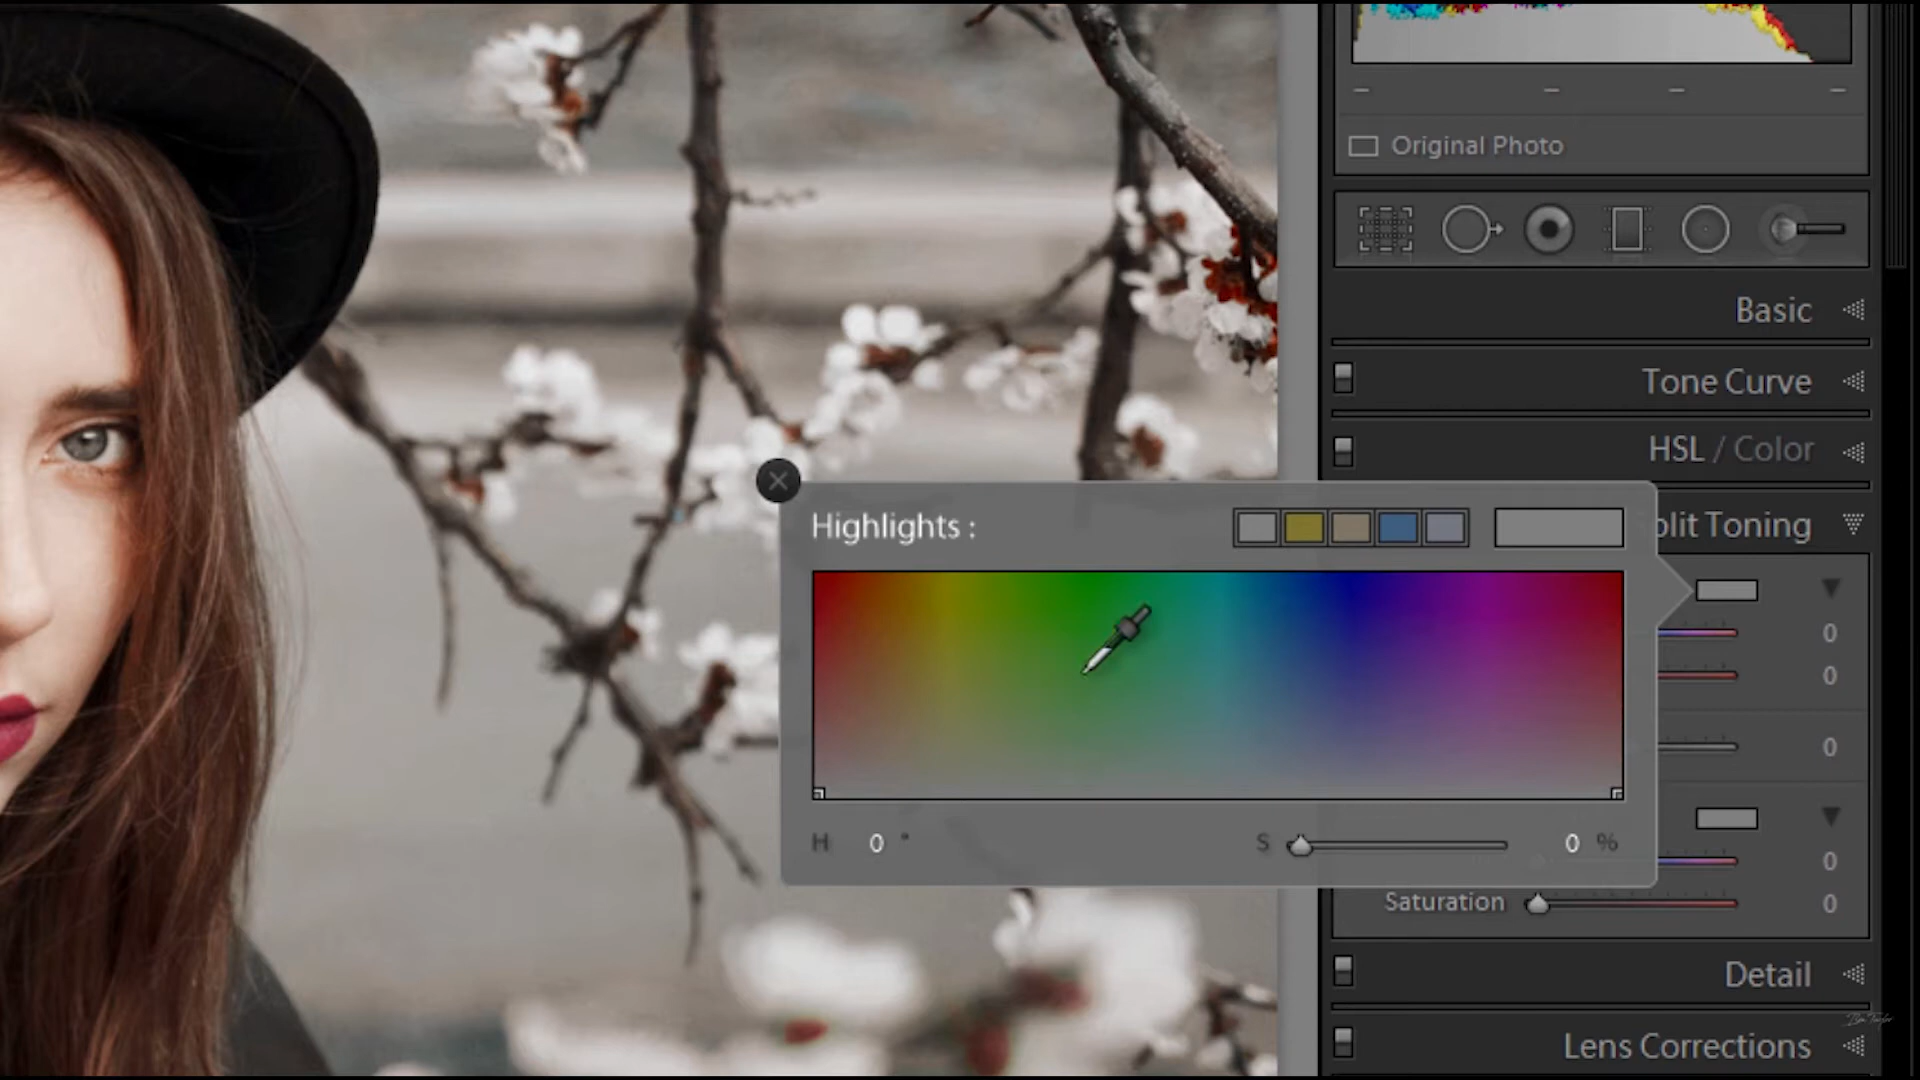 Original Photo
Basic
Tone Curve
HSL / Color
Highlights :
plit Toning
0
0
0
H 0 °
S 0 %
0
Saturation 0
Detail
Lens Corrections